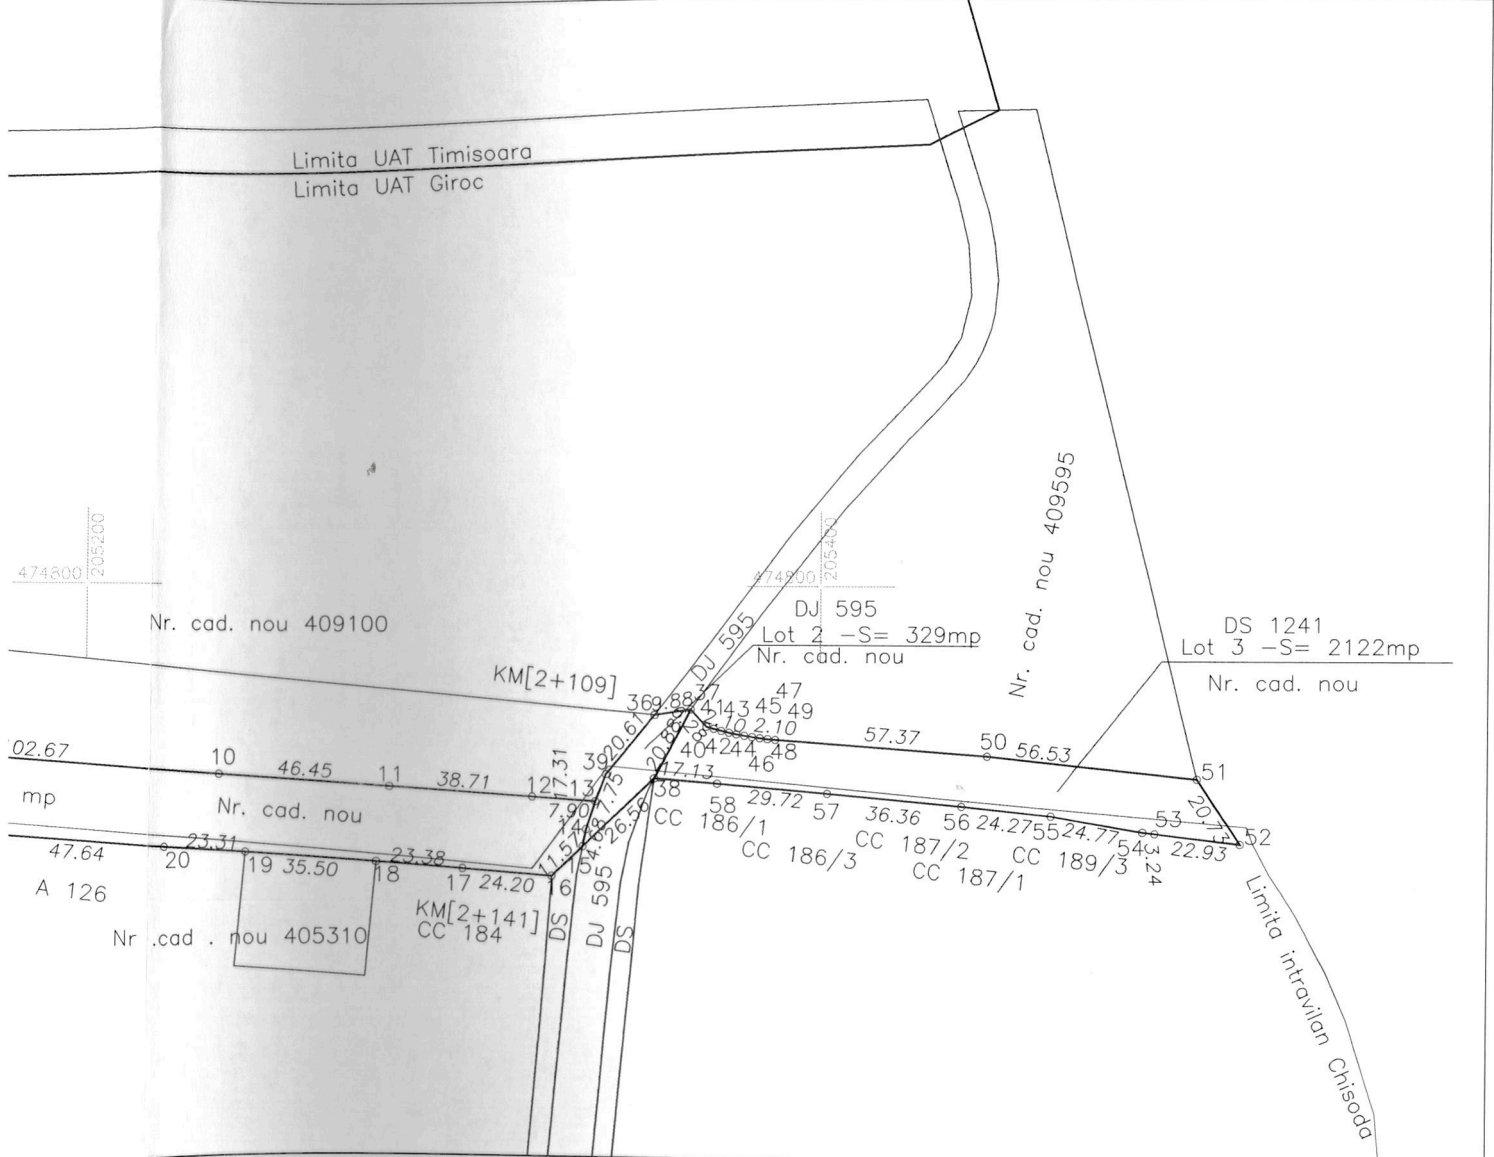 Limita UAT Timisoara
Limita UAT Giroc
Nr. cad. nou 409595
474800
205200
474800
205400
Nr. cad. nou 409100
DJ 595
DJ 595
Lot 2 -S= 329mp
Nr. cad. nou
DS 1241
Lot 3 -S= 2122mp
Nr. cad. nou
KM[2+109]
36
9.88
37
47
41
43
45
49
2.10
40
42
44
48
46
57.37
50
56.53
51
20.61
20.88
39
02.67
10
46.45
11
38.71
12
17.31
13
7.90
17.13
38
58
29.72
57
36.36
56
24.27
55
24.77
53
54
3.24
22.93
20.73
52
mp
Nr. cad. nou
26.56
11.57
15
CC 186/1
CC 186/3
CC 187/2
CC 187/1
CC 189/3
47.64
20
23.31
19
35.50
18
23.38
17
24.20
A 126
KM[2+141]
CC 184
Nr .cad . nou 405310
DS
DJ 595
DS
Limita intravilan Chisoda